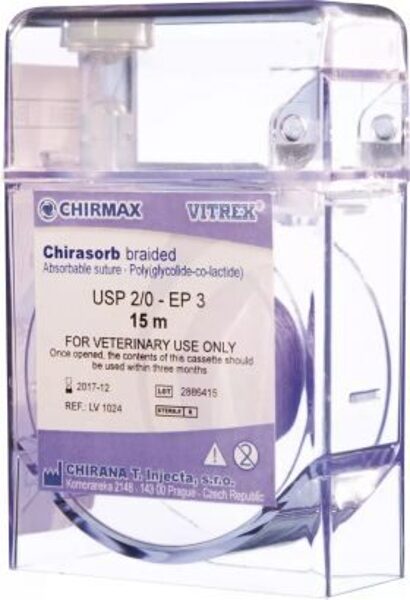 CHIRMAX VITREX®
Chirasorb braided
Absorbable suture - Poly(glycolide-co-lactide)
USP 2/0 - EP 3
15 m
FOR VETERINARY USE ONLY
Once opened, the contents of this cassette should
be used within three months
2017-12 LOT 2886415
REF.: LV 1024 STERILE R
CHIRANA T. Injecta, s.r.o.
Komoranska 2148 - 143 00 Prague - Czech Republic